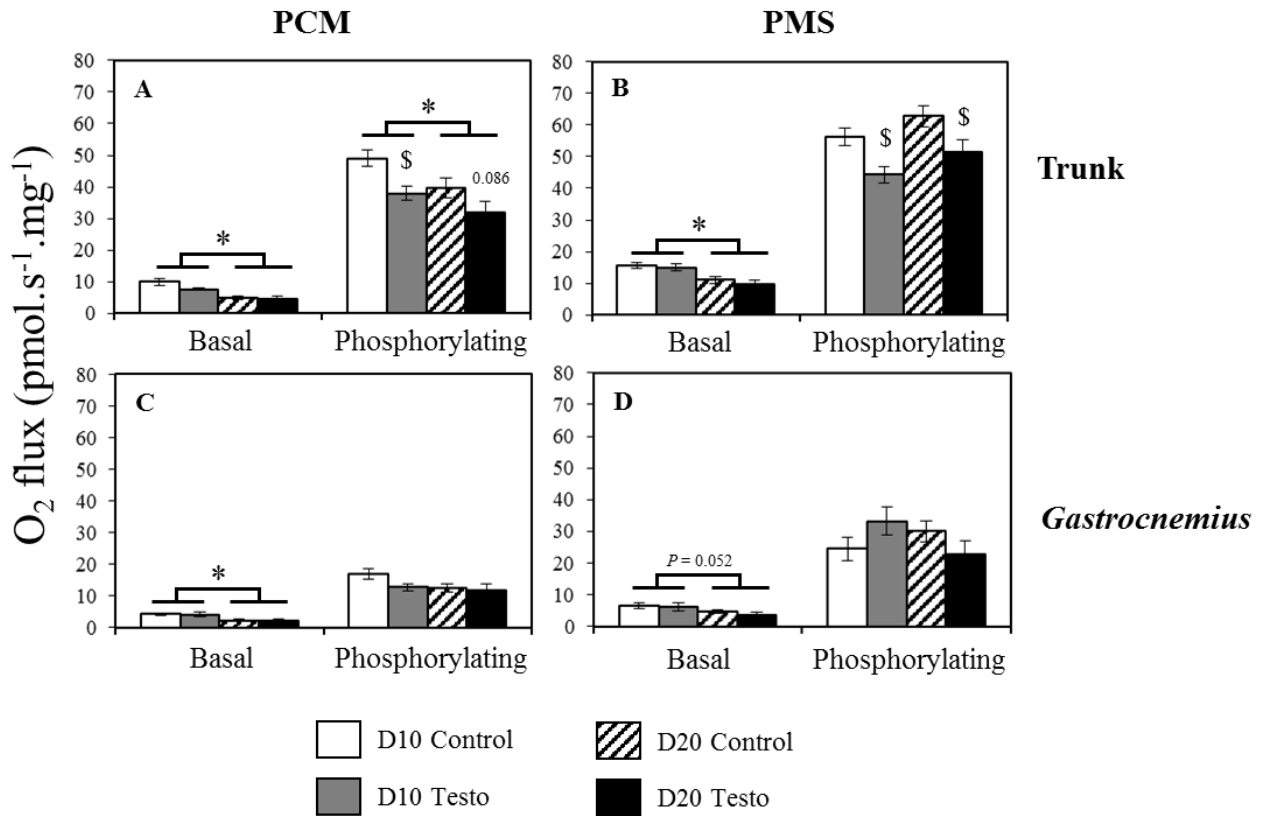 PCM
PMS
O2 flux (pmol.s-1.mg-1)
A
80
70
60
50
40
30
20
10
0
*
*
$
0.086
Basal
Phosphorylating
B
80
70
60
50
40
30
20
10
0
*
$
$
Basal
Phosphorylating
Trunk
C
80
70
60
50
40
30
20
10
0
*
Basal
Phosphorylating
D
80
70
60
50
40
30
20
10
0
P = 0.052
Basal
Phosphorylating
Gastrocnemius
D10 Control
D20 Control
D10 Testo
D20 Testo